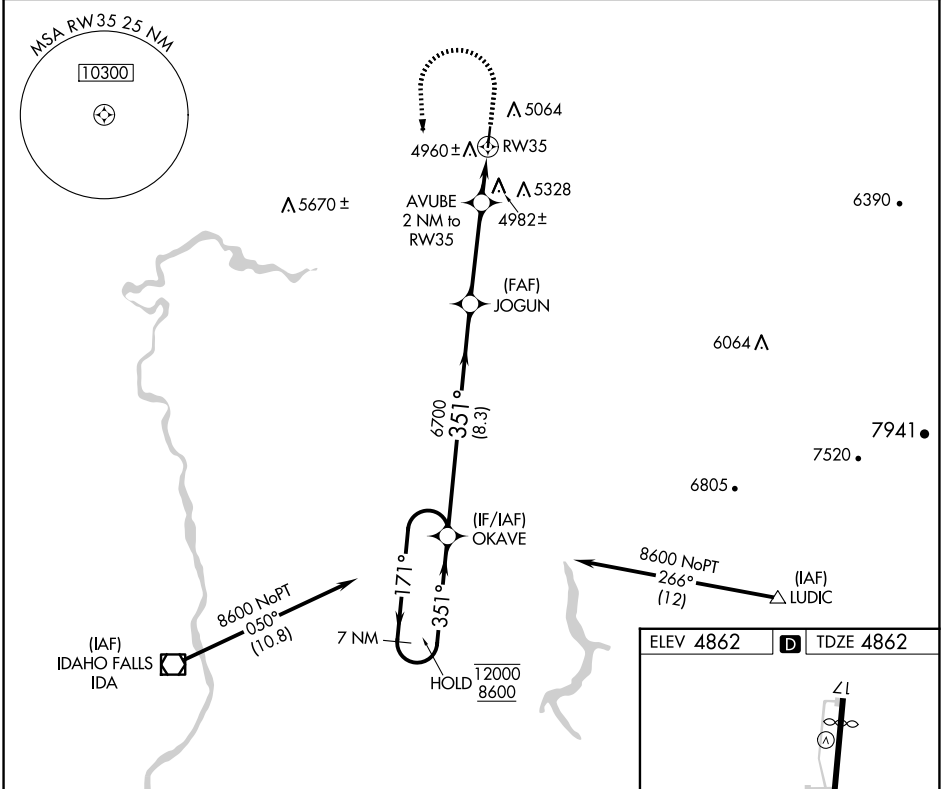 MSA RW35 25 NM
10300
5064
4960±
RW35
5670±
AVUBE
2 NM to
RW35
5328
4982±
6390
(FAF)
JOGUN
6064
6700
351°
(8.3)
7941
7520
6805
(IF/IAF)
OKAVE
171°
351°
8600 NoPT
266°
(12)
(IAF)
LUDIC
8600 NoPT
050°
(10.8)
7 NM
(IAF)
IDAHO FALLS
IDA
HOLD
12000
8600
ELEV 4862 D TDZE 4862
17
V